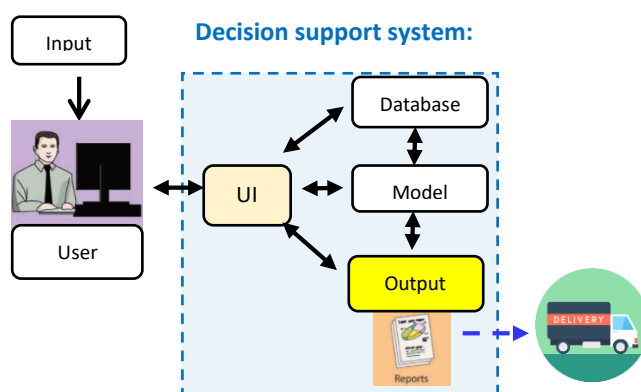 Input
Decision support system:
Database
UI
Model
User
Output
DELIVERY
Reports